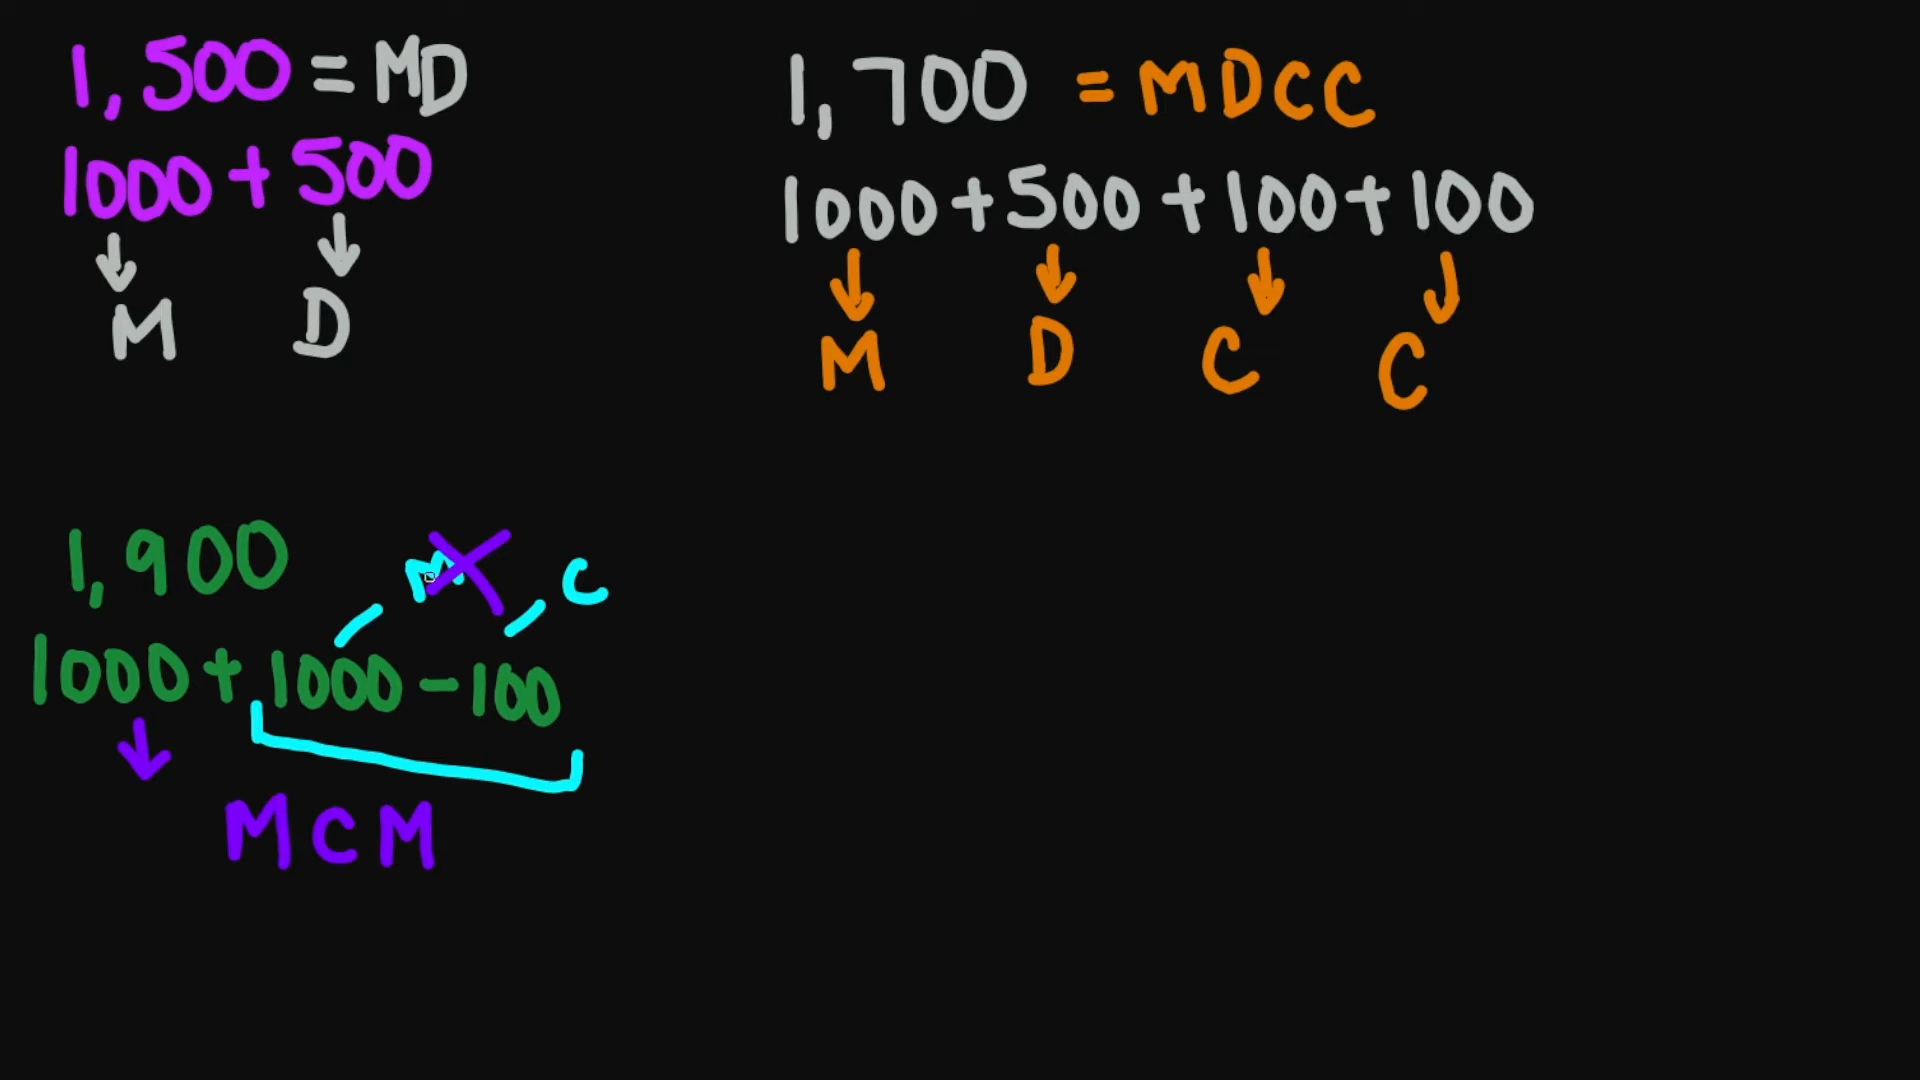 1,500 = MD
1000 + 500
M D
1,700 = MDCC
1000 + 500 + 100 + 100
M D C C
1,900
M C
1000 + 1000 - 100
MCM